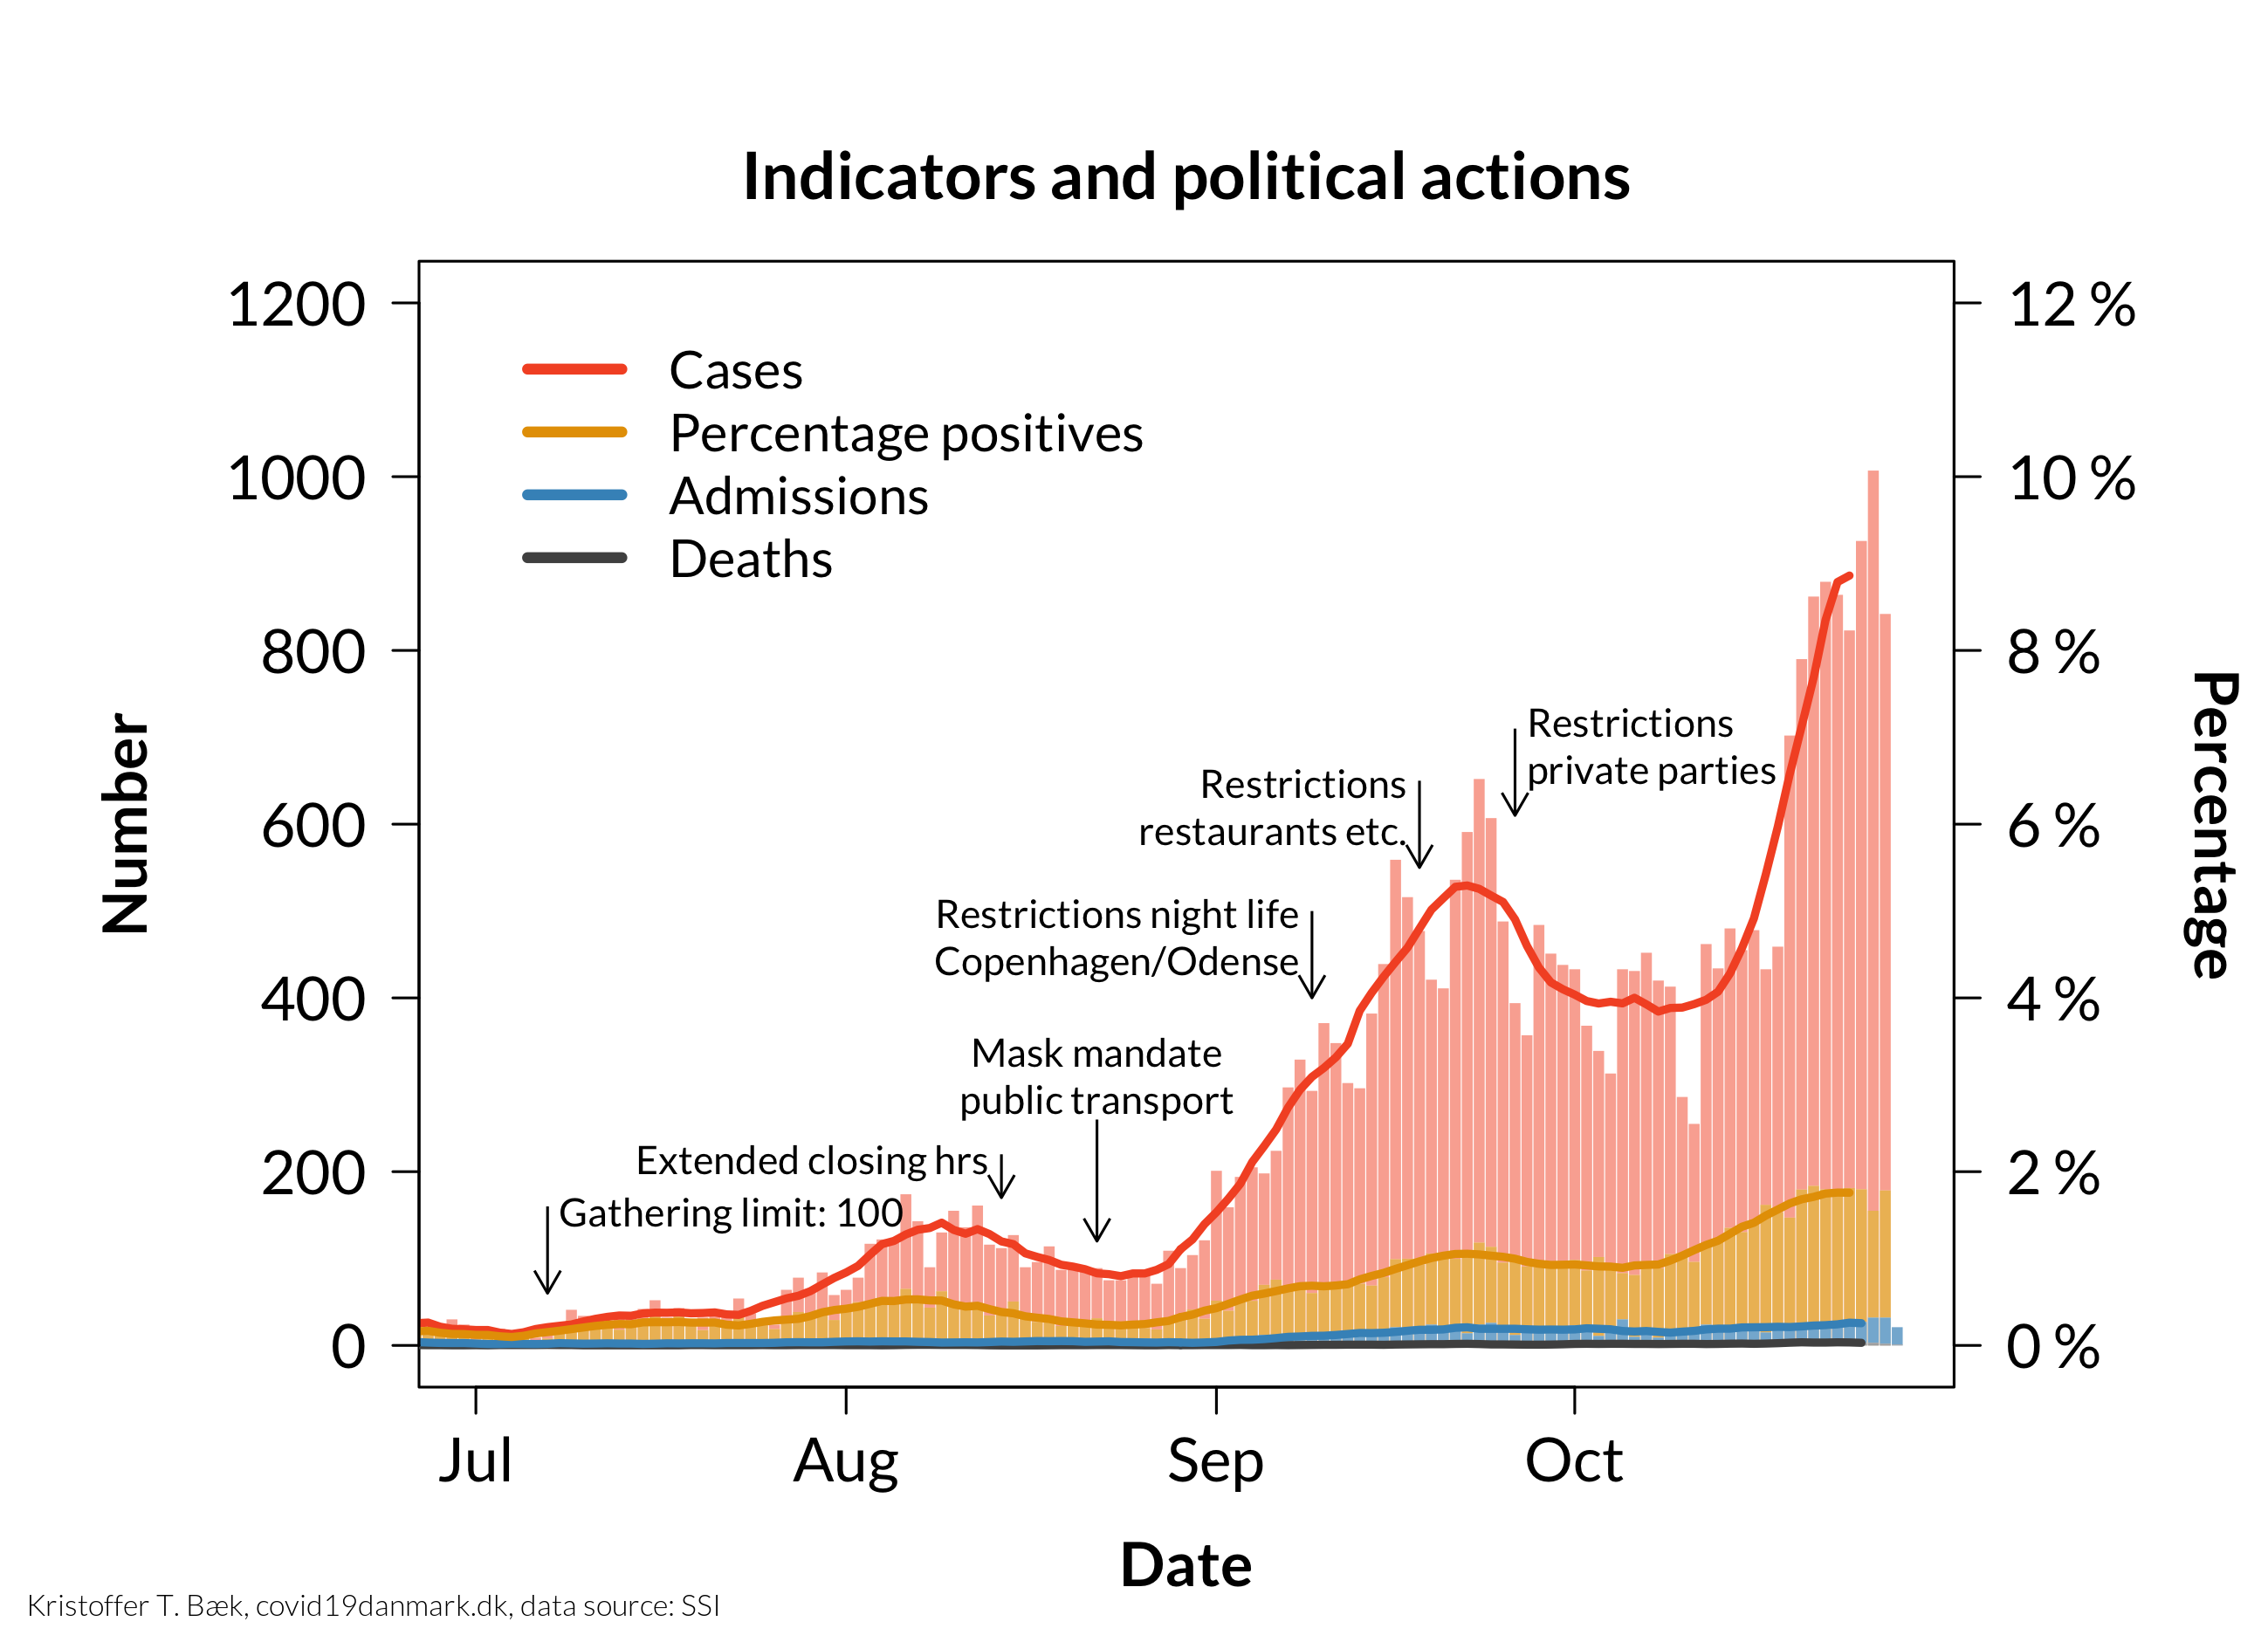 Indicators and political actions
1200
1000
800
600
400
200
0
Number
12 %
10 %
8 %
6 %
4 %
2 %
0 %
Percentage
Cases
Percentage positives
Admissions
Deaths
Restrictions
private parties
Restrictions
restaurants etc.
Restrictions night life
Copenhagen/Odense
Mask mandate
public transport
Extended closing hrs
Gathering limit: 100
Jul
Aug
Sep
Oct
Date
Kristoffer T. Bæk, covid19danmark.dk, data source: SSI